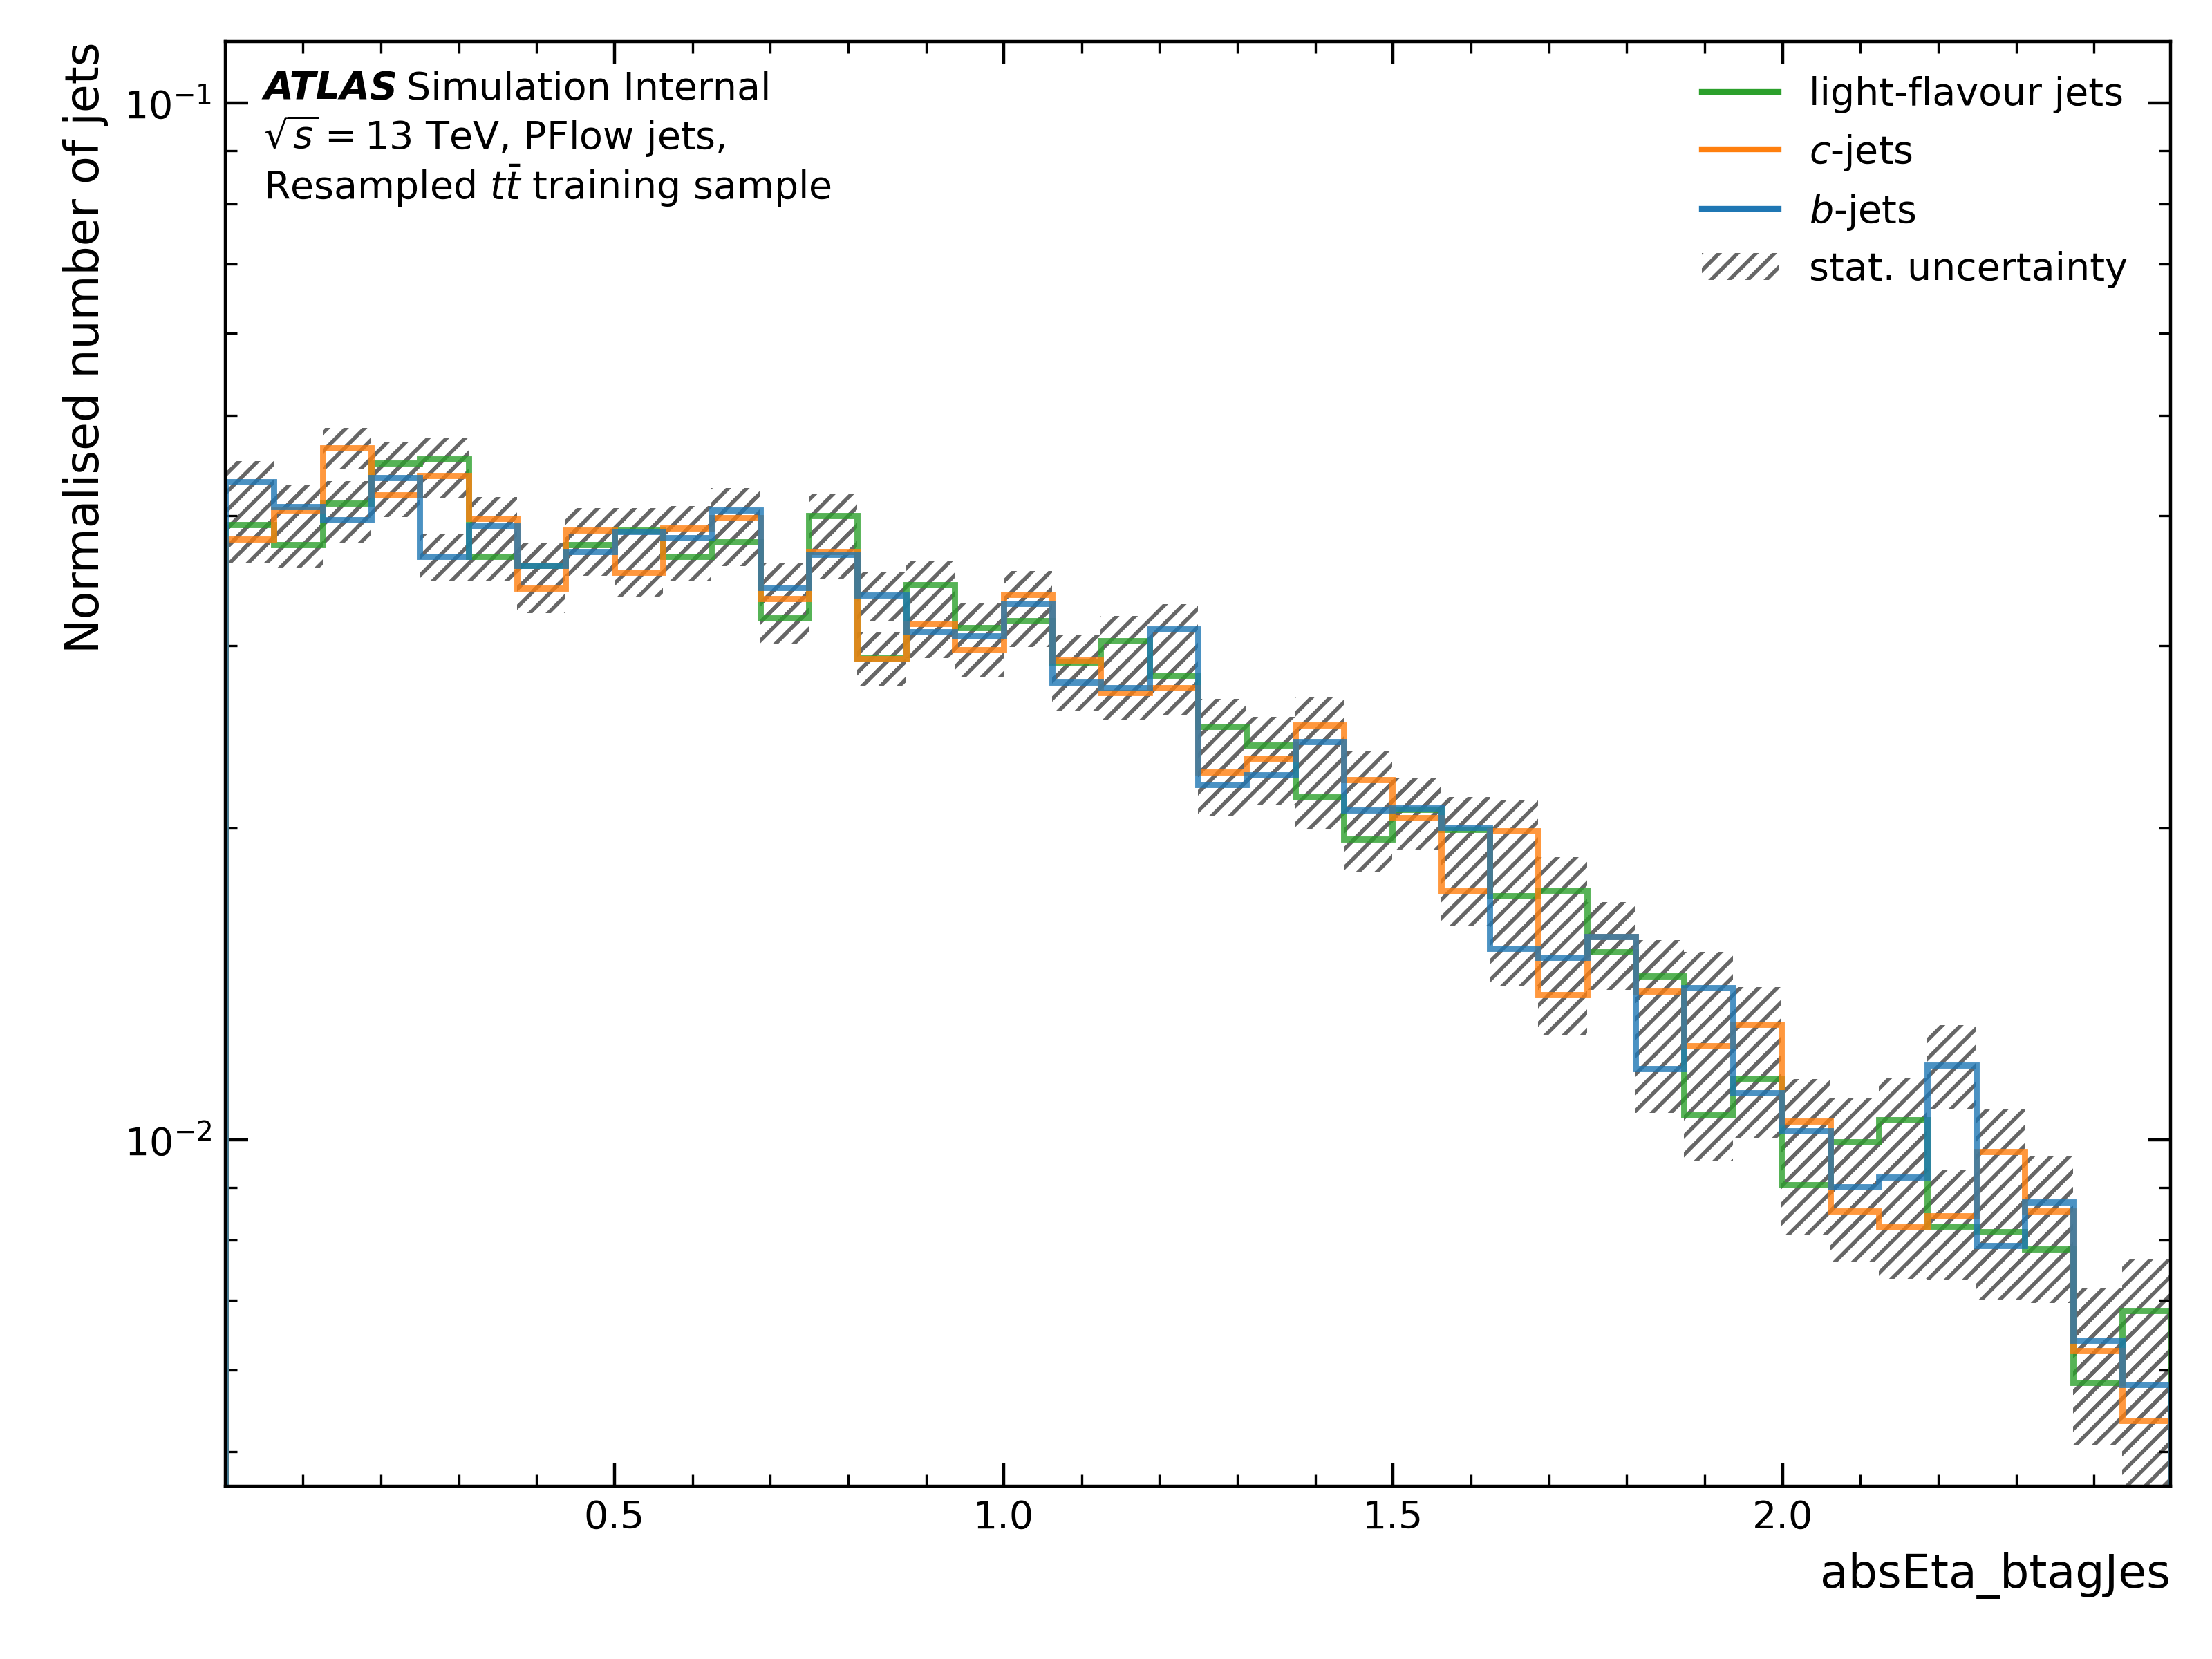 ATLAS Simulation Internal
√s = 13 TeV, PFlow jets,
Resampled tt̄ training sample
light-flavour jets
c-jets
b-jets
stat. uncertainty
Normalised number of jets
10⁻¹
10⁻²
0.5 1.0 1.5 2.0
absEta_btagJes